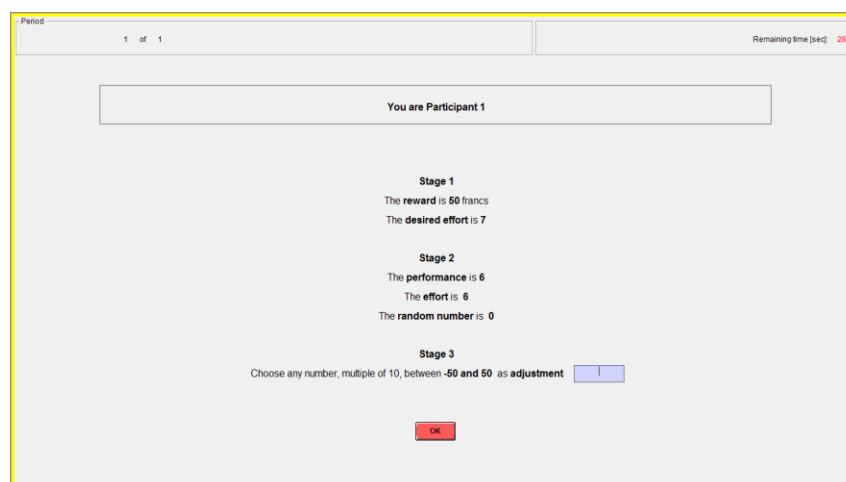 Period
1 of 1
Remaining time [sec]: 28
You are Participant 1
Stage 1
The reward is 50 francs
The desired effort is 7
Stage 2
The performance is 6
The effort is 6
The random number is 0
Stage 3
Choose any number, multiple of 10, between -50 and 50 as adjustment
OK